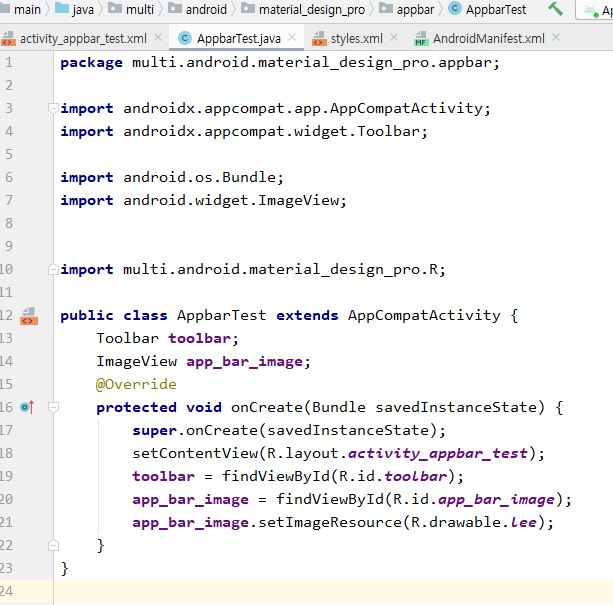 main java multi android material_design_pro appbar AppbarTest
activity_appbar_test.xml AppbarTest.java styles.xml AndroidManifest.xml
1 package multi.android.material_design_pro.appbar;
2
3 import androidx.appcompat.app.AppCompatActivity;
4 import androidx.appcompat.widget.Toolbar;
5
6 import android.os.Bundle;
7 import android.widget.ImageView;
8
9
10 import multi.android.material_design_pro.R;
11
12 public class AppbarTest extends AppCompatActivity {
13 Toolbar toolbar;
14 ImageView app_bar_image;
15 @Override
16 protected void onCreate(Bundle savedInstanceState) {
17 super.onCreate(savedInstanceState);
18 setContentView(R.layout.activity_appbar_test);
19 toolbar = findViewById(R.id.toolbar);
20 app_bar_image = findViewById(R.id.app_bar_image);
21 app_bar_image.setImageResource(R.drawable.lee);
22 }
23 }
24